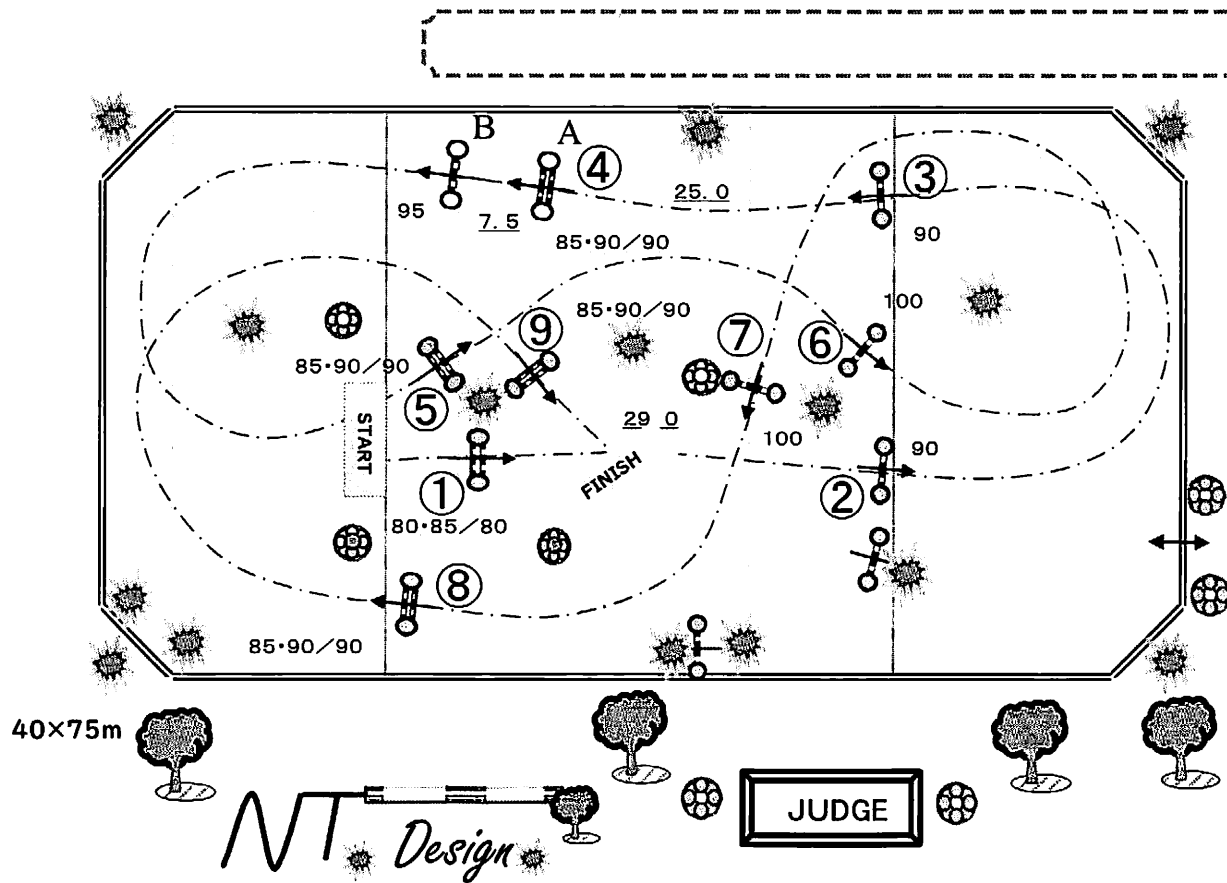 B
A
④
③
95
7.5
25.0
85・90/90
90
85・90/90
100
⑨
⑦
⑥
85・90/90
START
⑤
29 0
100
90
FINISH
①
②
80・85/80
⑧
85・90/90
40×75m
NT
Design
JUDGE